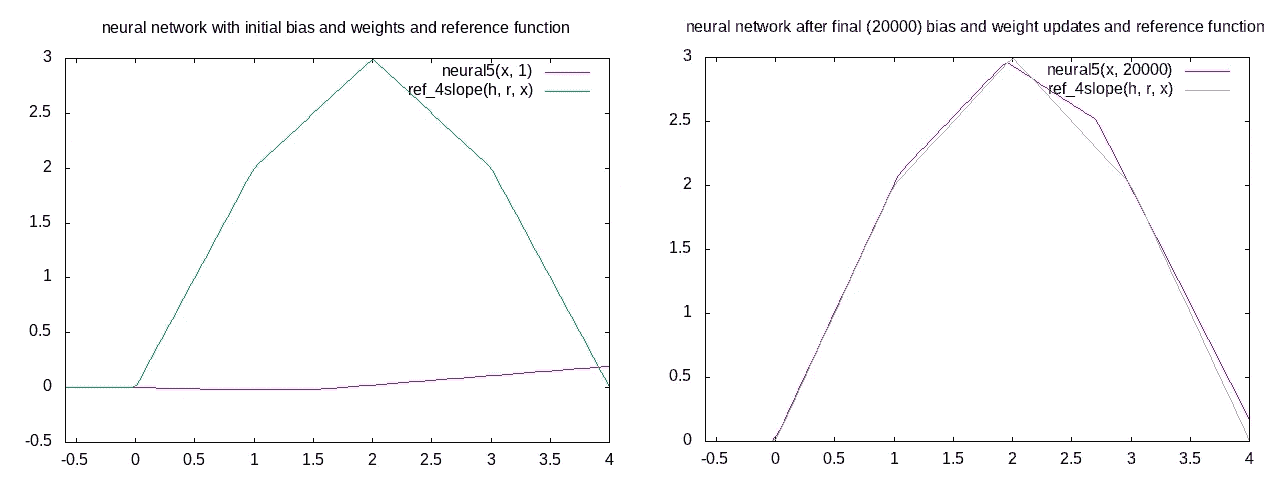 neural network with initial bias and weights and reference function
3
neural5(x, 1)
ref_4slope(h, r, x)
2.5
2
1.5
1
0.5
0
-0.5
-0.5 0 0.5 1 1.5 2 2.5 3 3.5 4
neural network after final (20000) bias and weight updates and reference function
3
neural5(x, 20000)
ref_4slope(h, r, x)
2.5
2
1.5
1
0.5
0
-0.5 0 0.5 1 1.5 2 2.5 3 3.5 4